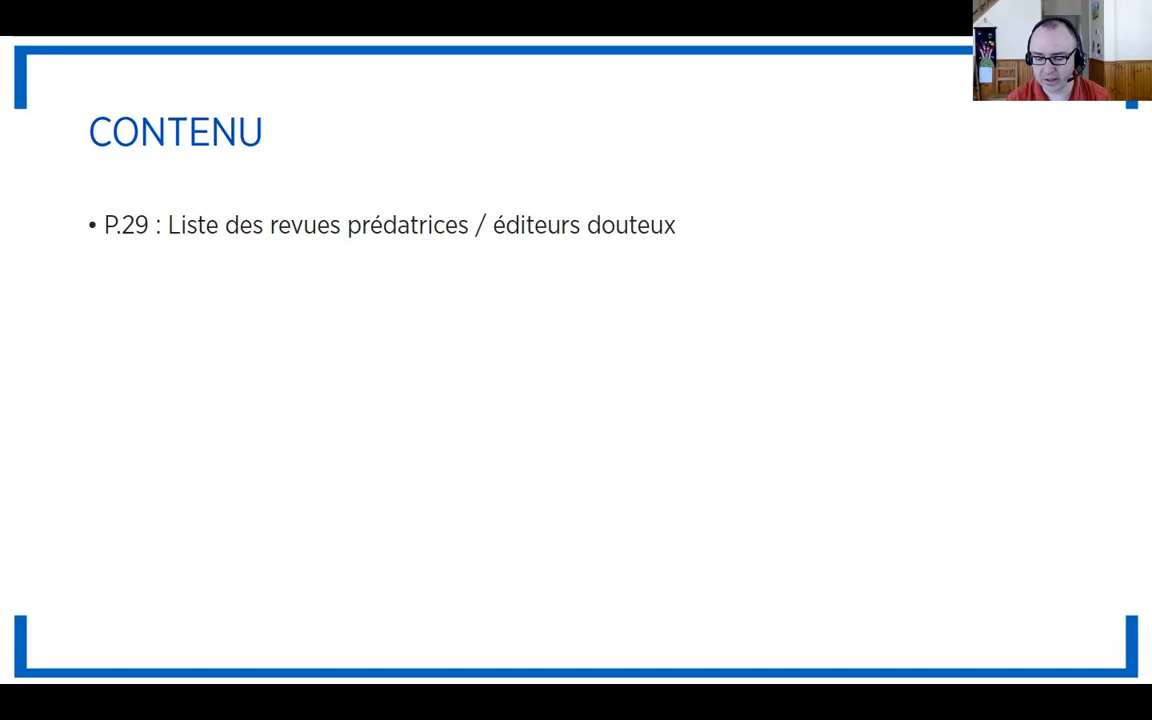 CONTENU
• P.29 : Liste des revues prédatrices / éditeurs douteux